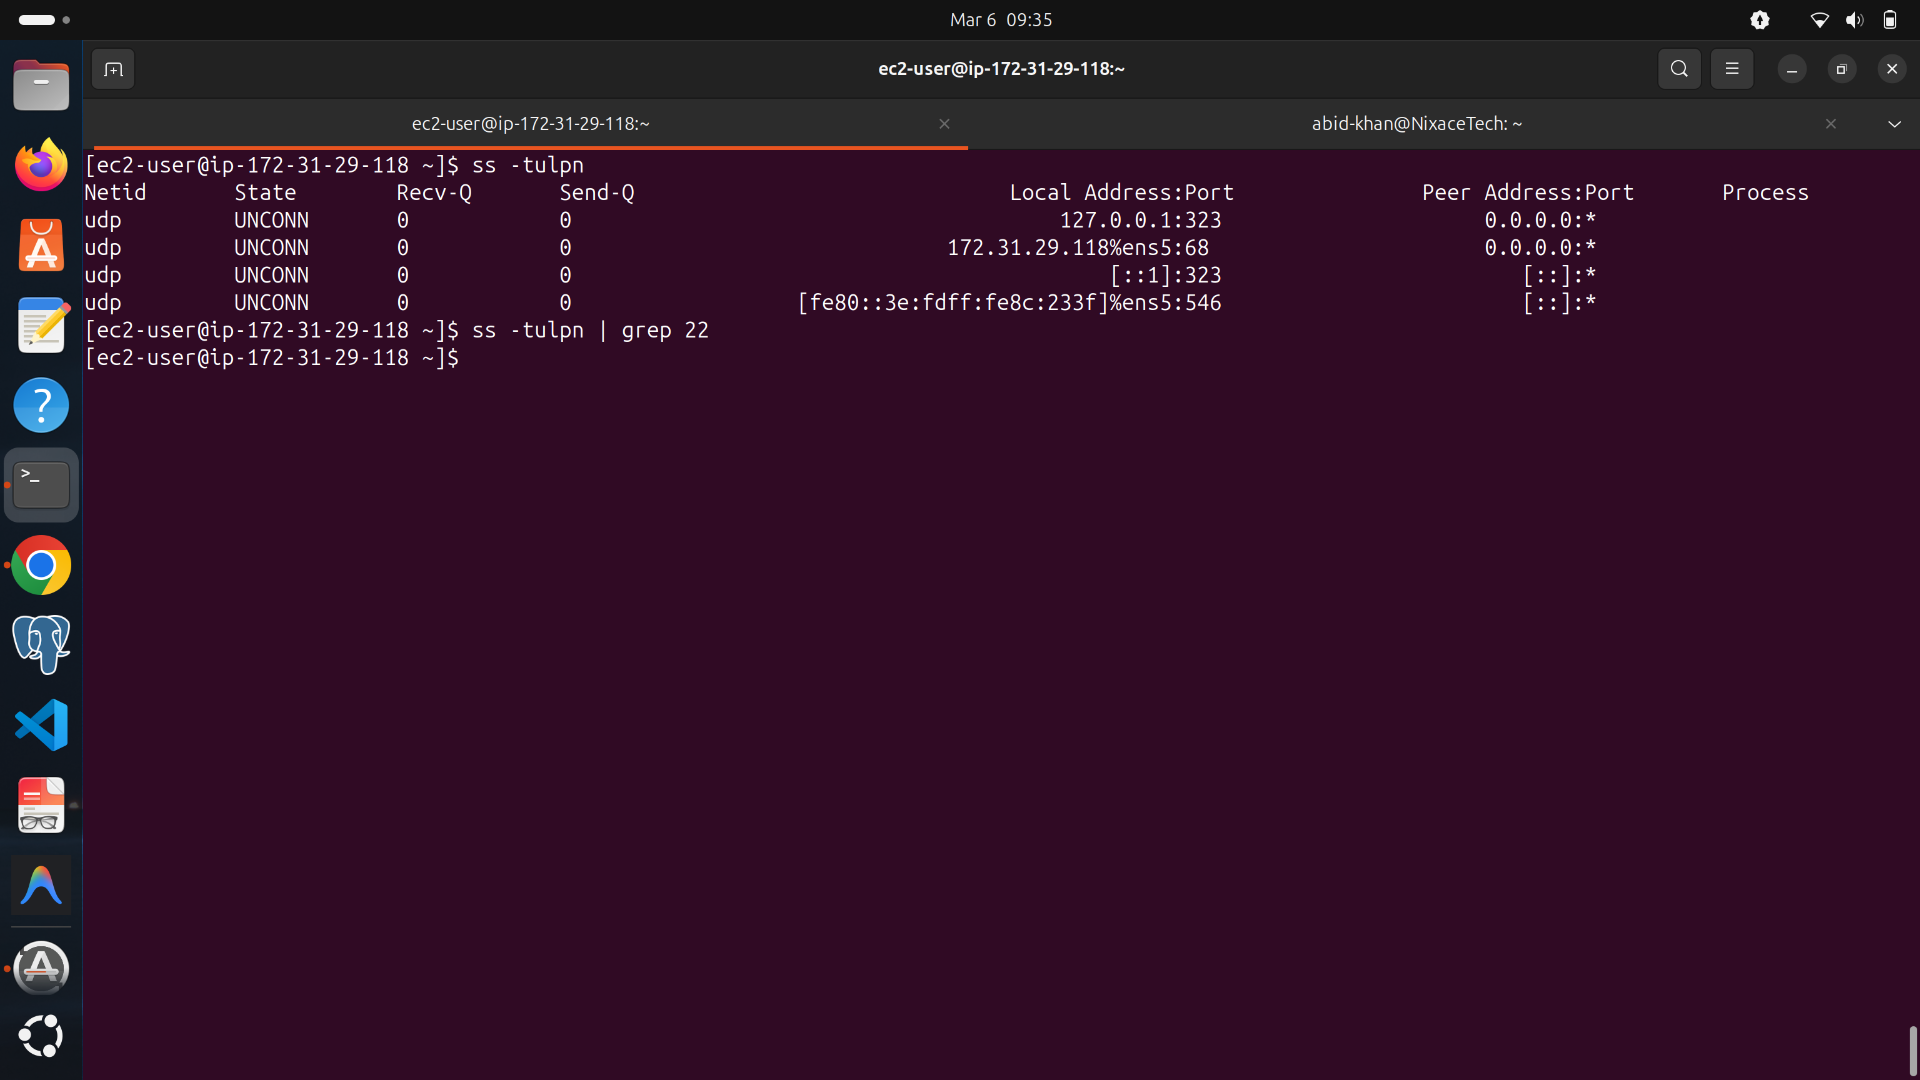 Mar 6 09:35
ec2-user@ip-172-31-29-118:~
ec2-user@ip-172-31-29-118:~
abid-khan@NixaceTech: ~
[ec2-user@ip-172-31-29-118 ~]$ ss -tulpn
Netid State Recv-Q Send-Q Local Address:Port Peer Address:Port Process
udp UNCONN 0 0 127.0.0.1:323 0.0.0.0:*
udp UNCONN 0 0 172.31.29.118%ens5:68 0.0.0.0:*
udp UNCONN 0 0 [::1]:323 [::]:*
udp UNCONN 0 0 [fe80::3e:fdff:fe8c:233f]%ens5:546 [::]:*
[ec2-user@ip-172-31-29-118 ~]$ ss -tulpn | grep 22
[ec2-user@ip-172-31-29-118 ~]$